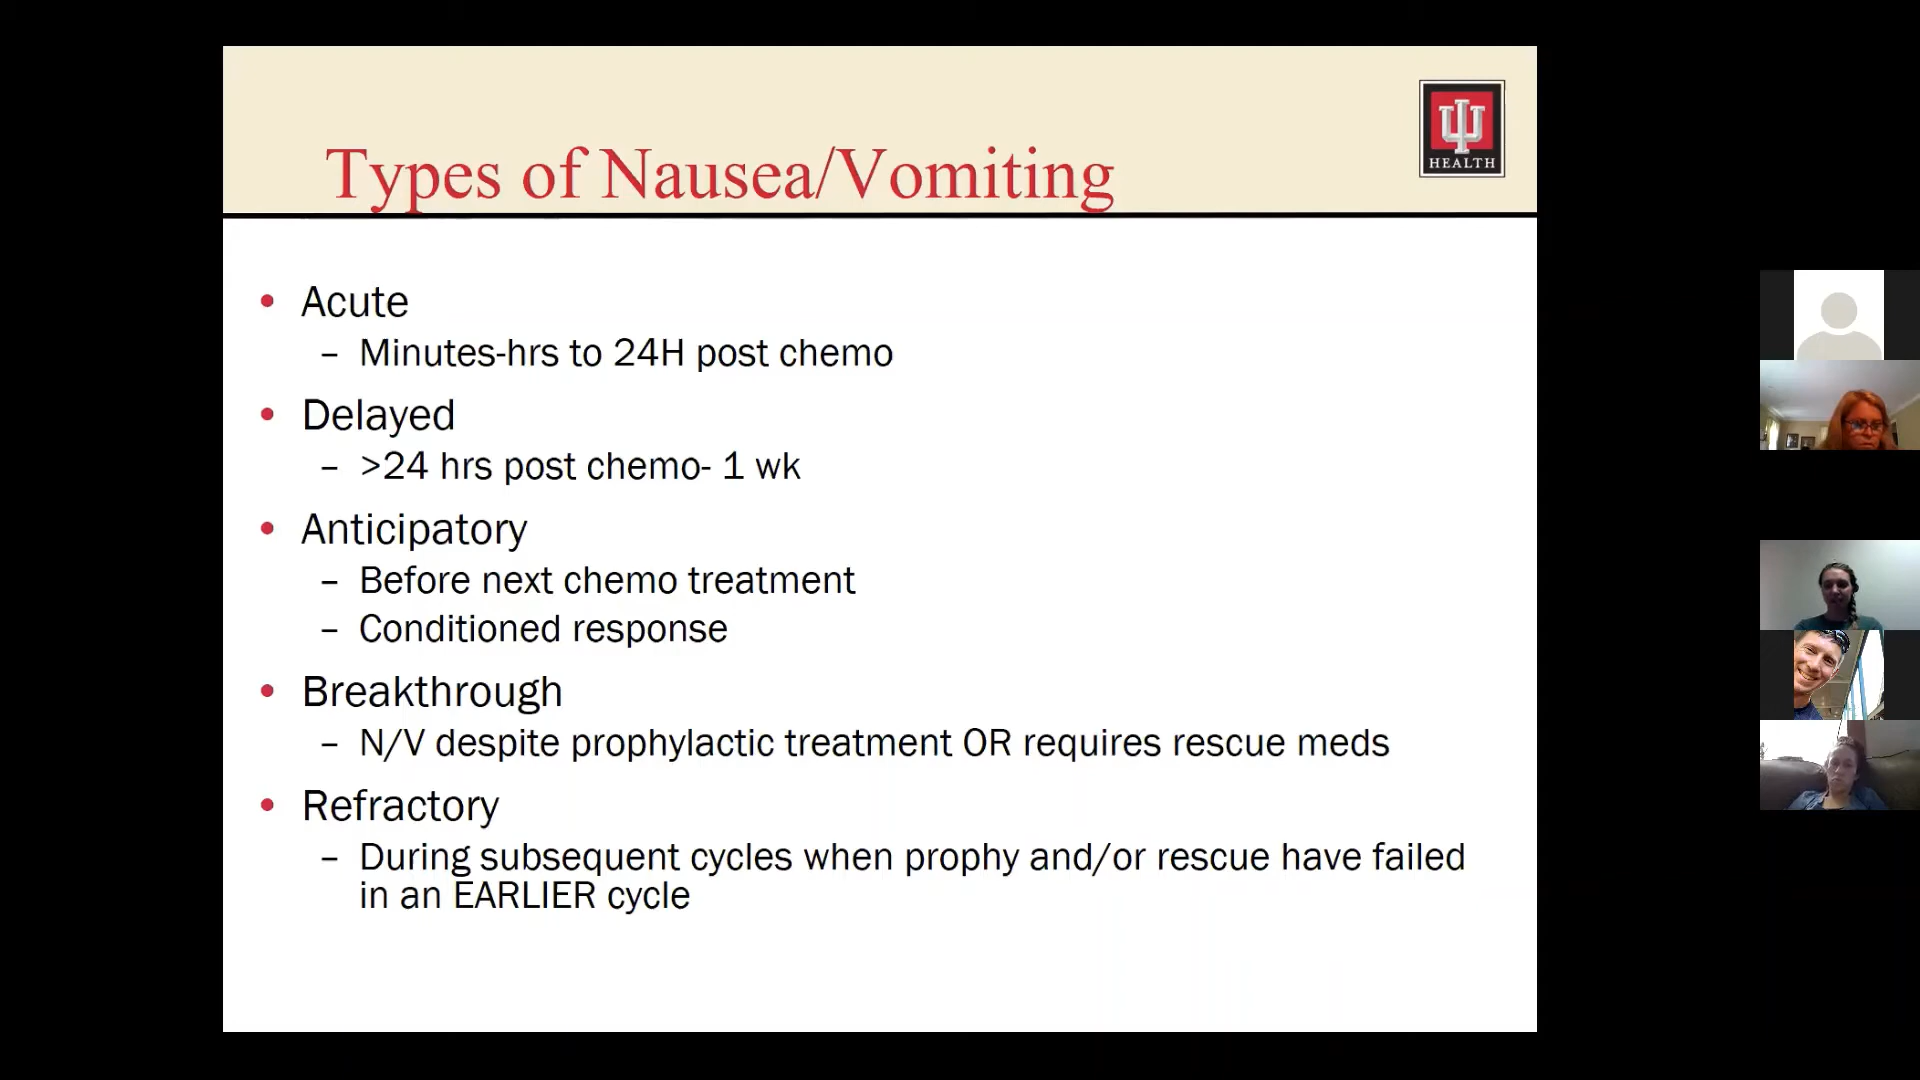 Types of Nausea/Vomiting
HEALTH
• Acute
– Minutes-hrs to 24H post chemo
• Delayed
– >24 hrs post chemo- 1 wk
• Anticipatory
– Before next chemo treatment
– Conditioned response
• Breakthrough
– N/V despite prophylactic treatment OR requires rescue meds
• Refractory
– During subsequent cycles when prophy and/or rescue have failed
in an EARLIER cycle